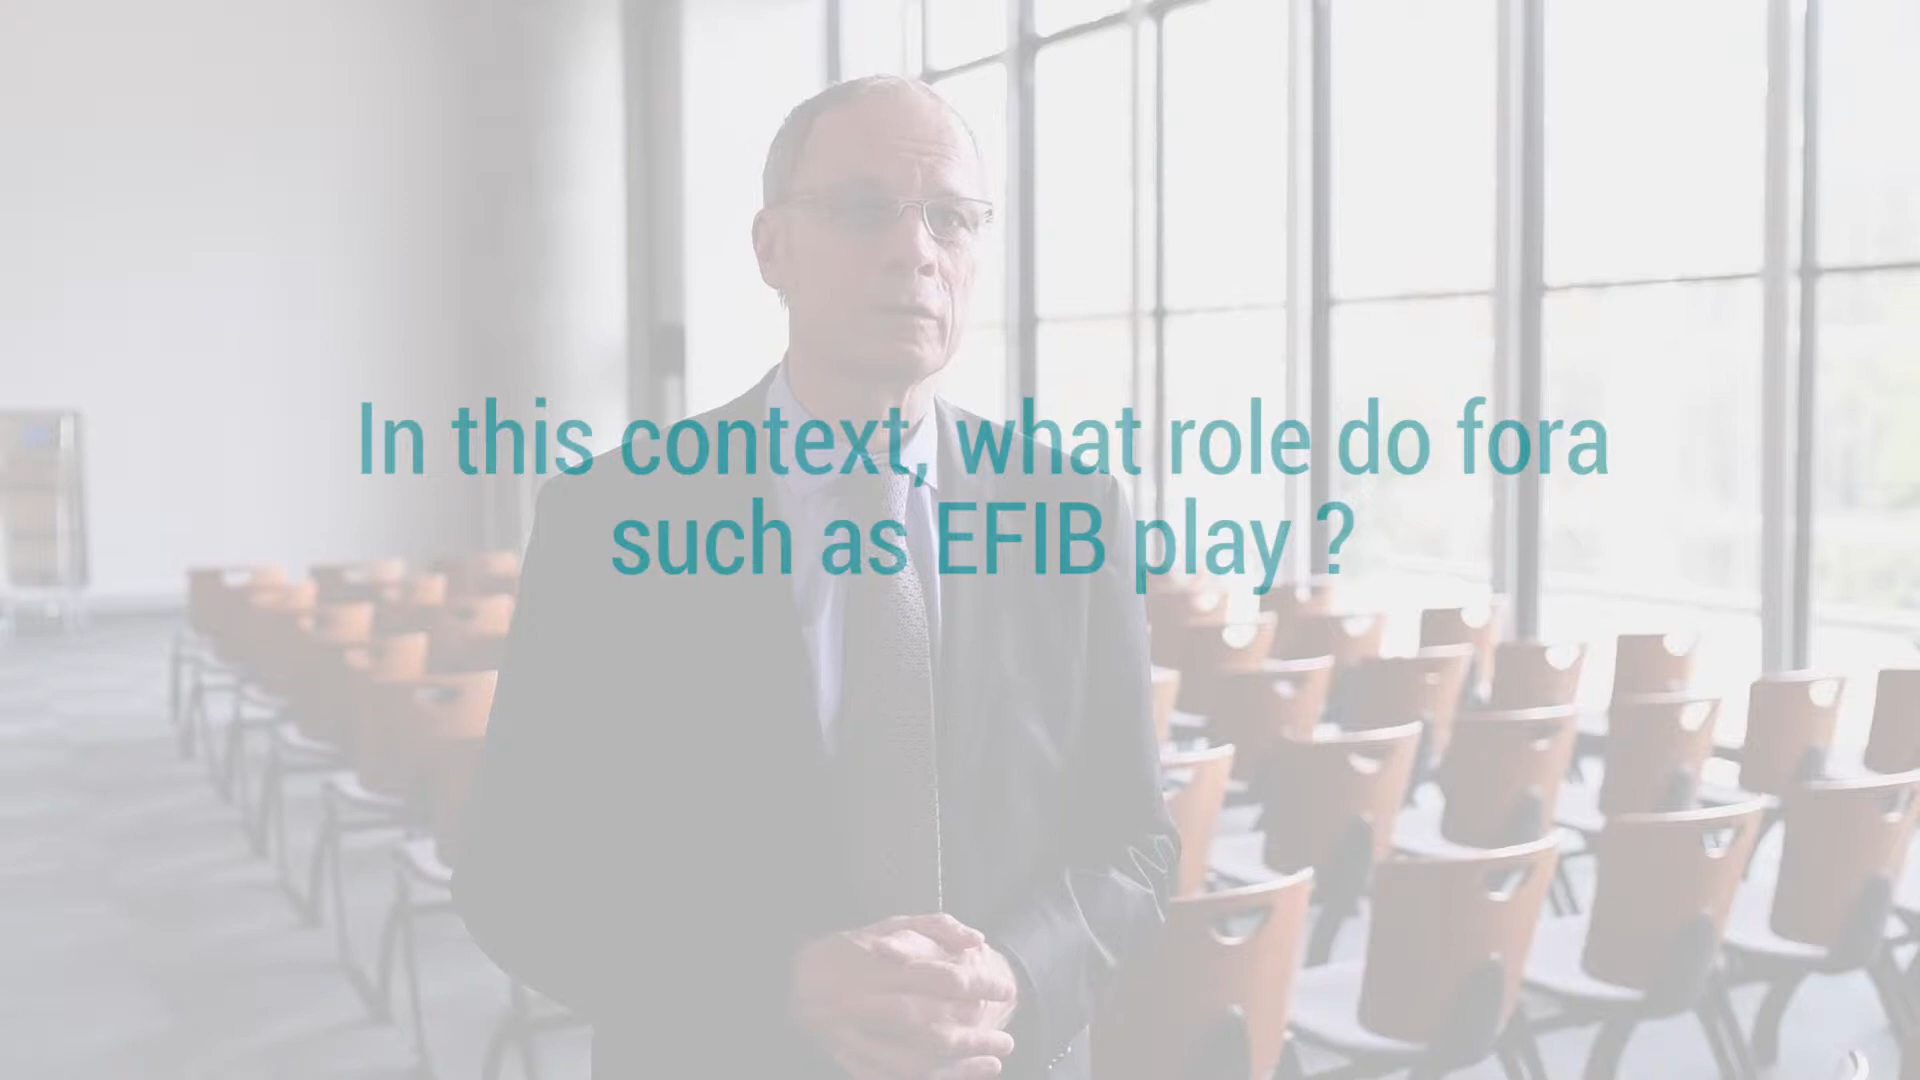 In this context, what role do fora
such as EFIB play ?